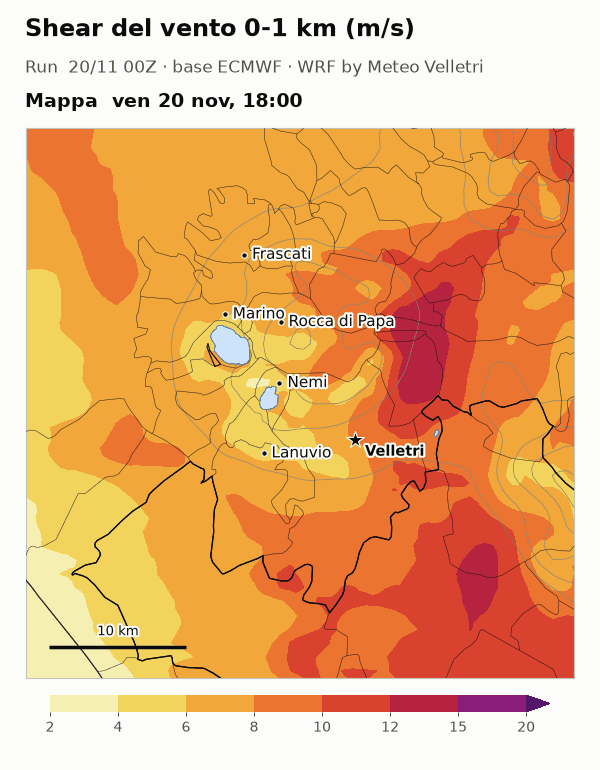 Shear del vento 0-1 km (m/s)
Run  20/11 00Z · base ECMWF · WRF by Meteo Velletri
Mappa  ven 20 nov, 18:00
Frascati
Marino
Rocca di Papa
Nemi
Velletri
Lanuvio
10 km
2 4 6 8 10 12 15 20